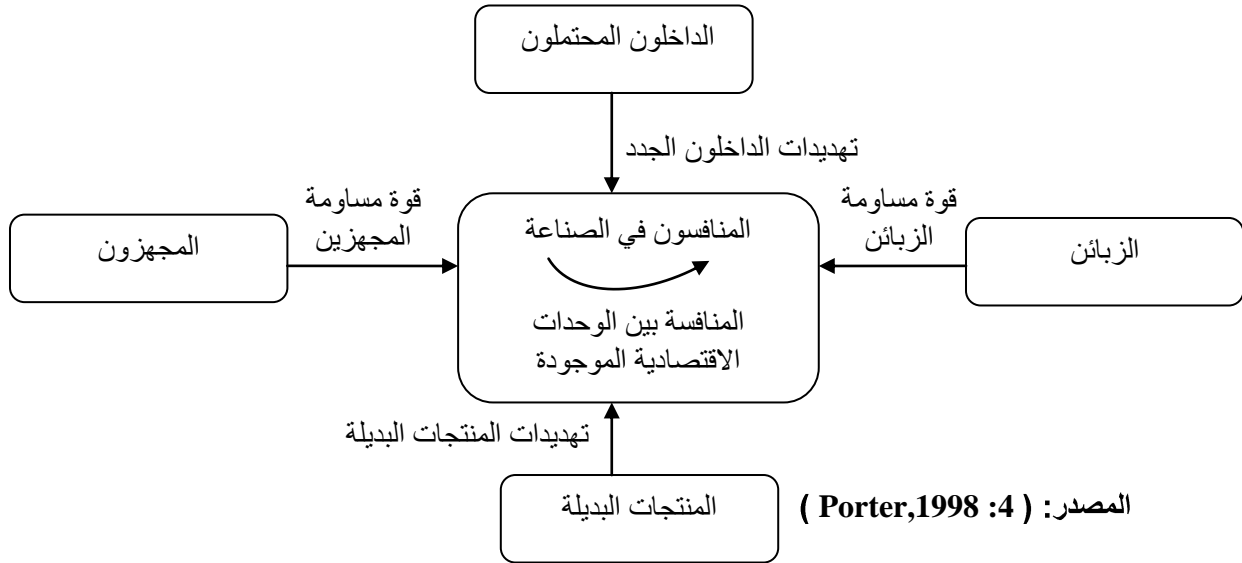 الداخلون المحتملون
تهديدات الداخلون الجدد
قوة مساومة
الزبائن
الزبائن
المنافسون في الصناعة
المنافسة بين الوحدات
الاقتصادية الموجودة
قوة مساومة
المجهزين
المجهزون
تهديدات المنتجات البديلة
المنتجات البديلة
المصدر: ( Porter,1998 :4 )